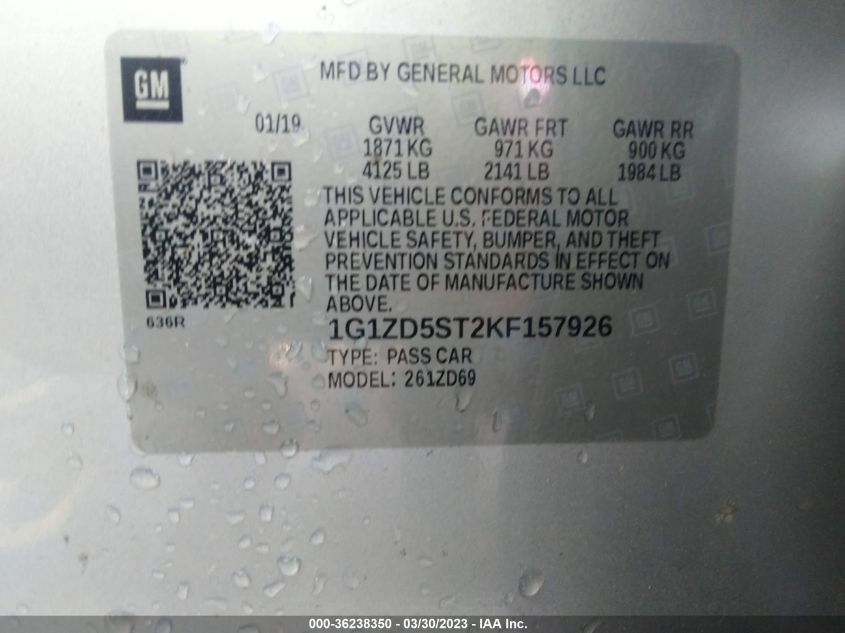 GM
MFD BY GENERAL MOTORS LLC
01/19 GVWR GAWR FRT GAWR RR
1871 KG 971 KG 900 KG
4125 LB 2141 LB 1984 LB
THIS VEHICLE CONFORMS TO ALL
APPLICABLE U.S. FEDERAL MOTOR
VEHICLE SAFETY, BUMPER, AND THEFT
PREVENTION STANDARDS IN EFFECT ON
THE DATE OF MANUFACTURE SHOWN
ABOVE.
636R
1G1ZD5ST2KF157926
TYPE: PASS CAR
MODEL: 261ZD69
000-36238350 - 03/30/2023 - IAA Inc.